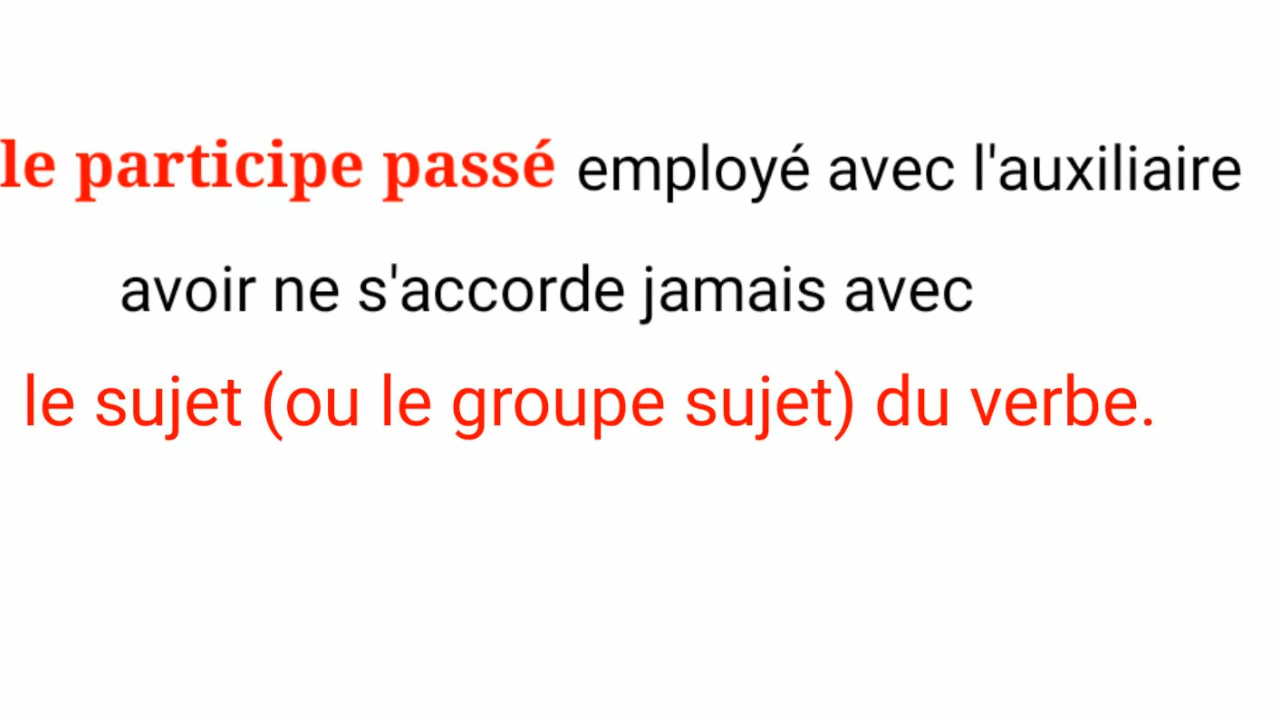 le participe passé employé avec l'auxiliaire
avoir ne s'accorde jamais avec
le sujet (ou le groupe sujet) du verbe.